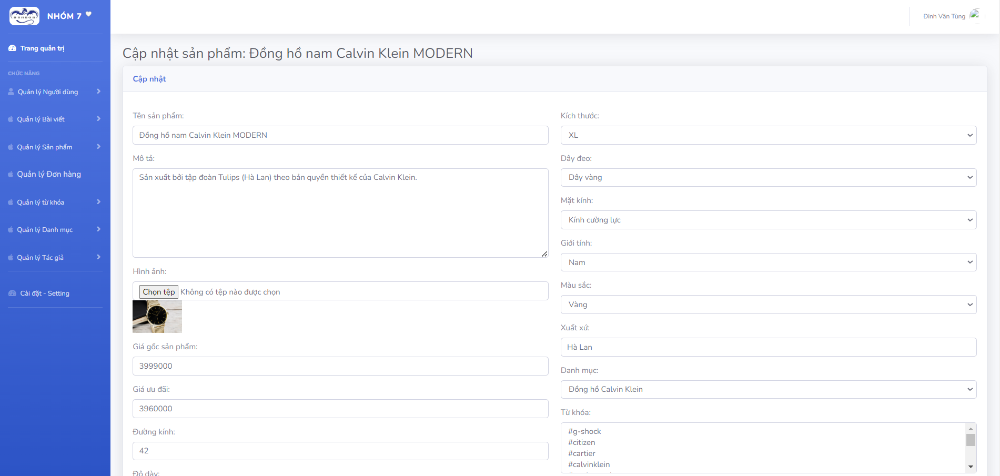 DRAGON
NHÓM 7
Đinh Văn Tùng
Trang quản trị
CHỨC NĂNG
Quản lý Người dùng
Quản lý Bài viết
Quản lý Sản phẩm
Quản lý Đơn hàng
Quản lý từ khóa
Quản lý Danh mục
Quản lý Tác giả
Cài đặt - Setting
Cập nhật sản phẩm: Đồng hồ nam Calvin Klein MODERN
Cập nhật
Tên sản phẩm:
Đồng hồ nam Calvin Klein MODERN
Mô tả:
Sản xuất bởi tập đoàn Tulips (Hà Lan) theo bản quyền thiết kế của Calvin Klein.
Hình ảnh:
Chọn tệp Không có tệp nào được chọn
Giá gốc sản phẩm:
3999000
Giá ưu đãi:
3960000
Đường kính:
42
Độ dày:
Kích thước:
XL
Dây đeo:
Dây vàng
Mặt kính:
Kính cường lực
Giới tính:
Nam
Màu sắc:
Vàng
Xuất xứ:
Hà Lan
Danh mục:
Đồng hồ Calvin Klein
Từ khóa:
#g-shock
#citizen
#cartier
#calvinklein